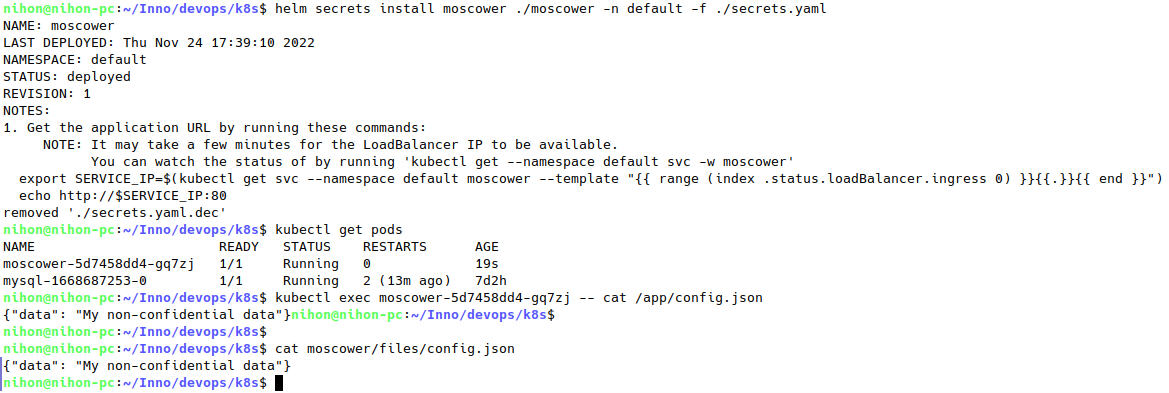 nihon@nihon-pc:~/Inno/devops/k8s$ helm secrets install moscower ./moscower -n default -f ./secrets.yaml
NAME: moscower
LAST DEPLOYED: Thu Nov 24 17:39:10 2022
NAMESPACE: default
STATUS: deployed
REVISION: 1
NOTES:
1. Get the application URL by running these commands:
     NOTE: It may take a few minutes for the LoadBalancer IP to be available.
           You can watch the status of by running 'kubectl get --namespace default svc -w moscower'
  export SERVICE_IP=$(kubectl get svc --namespace default moscower --template "{{ range (index .status.loadBalancer.ingress 0) }}{{.}}{{ end }}")
  echo http://$SERVICE_IP:80
removed './secrets.yaml.dec'
nihon@nihon-pc:~/Inno/devops/k8s$ kubectl get pods
NAME                       READY   STATUS    RESTARTS      AGE
moscower-5d7458dd4-gq7zj   1/1     Running   0             19s
mysql-1668687253-0         1/1     Running   2 (13m ago)   7d2h
nihon@nihon-pc:~/Inno/devops/k8s$ kubectl exec moscower-5d7458dd4-gq7zj -- cat /app/config.json
{"data": "My non-confidential data"}nihon@nihon-pc:~/Inno/devops/k8s$
nihon@nihon-pc:~/Inno/devops/k8s$
nihon@nihon-pc:~/Inno/devops/k8s$ cat moscower/files/config.json
{"data": "My non-confidential data"}
nihon@nihon-pc:~/Inno/devops/k8s$